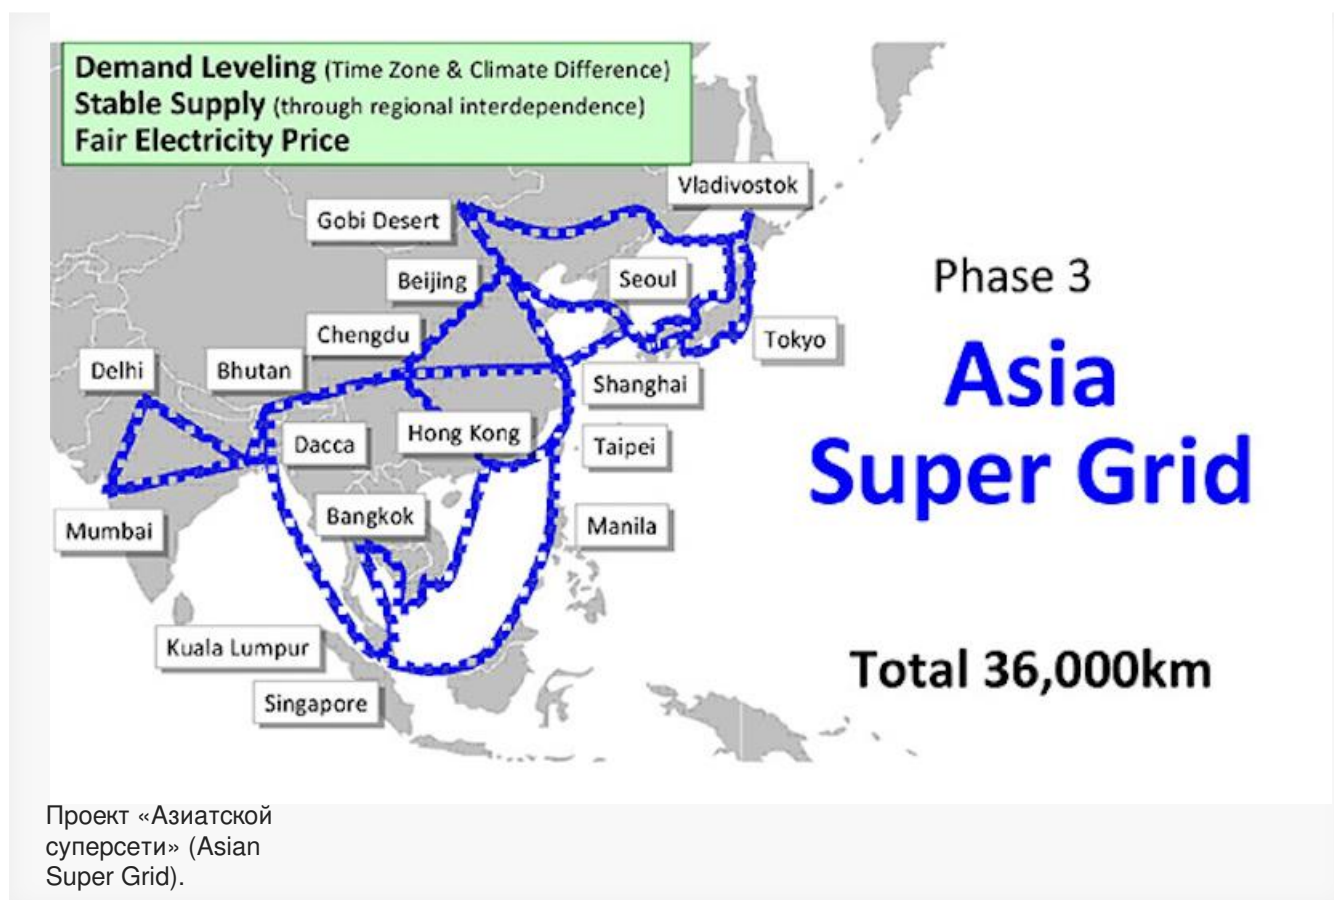 Demand Leveling (Time Zone & Climate Difference)
Stable Supply (through regional interdependence)
Fair Electricity Price
Vladivostok
Gobi Desert
Beijing
Seoul
Phase 3
Chengdu
Tokyo
Asia
Delhi
Bhutan
Shanghai
Hong Kong
Dacca
Taipei
Super Grid
Bangkok
Manila
Mumbai
Kuala Lumpur
Total 36,000km
Singapore
Проект «Азиатской
суперсети» (Asian
Super Grid).